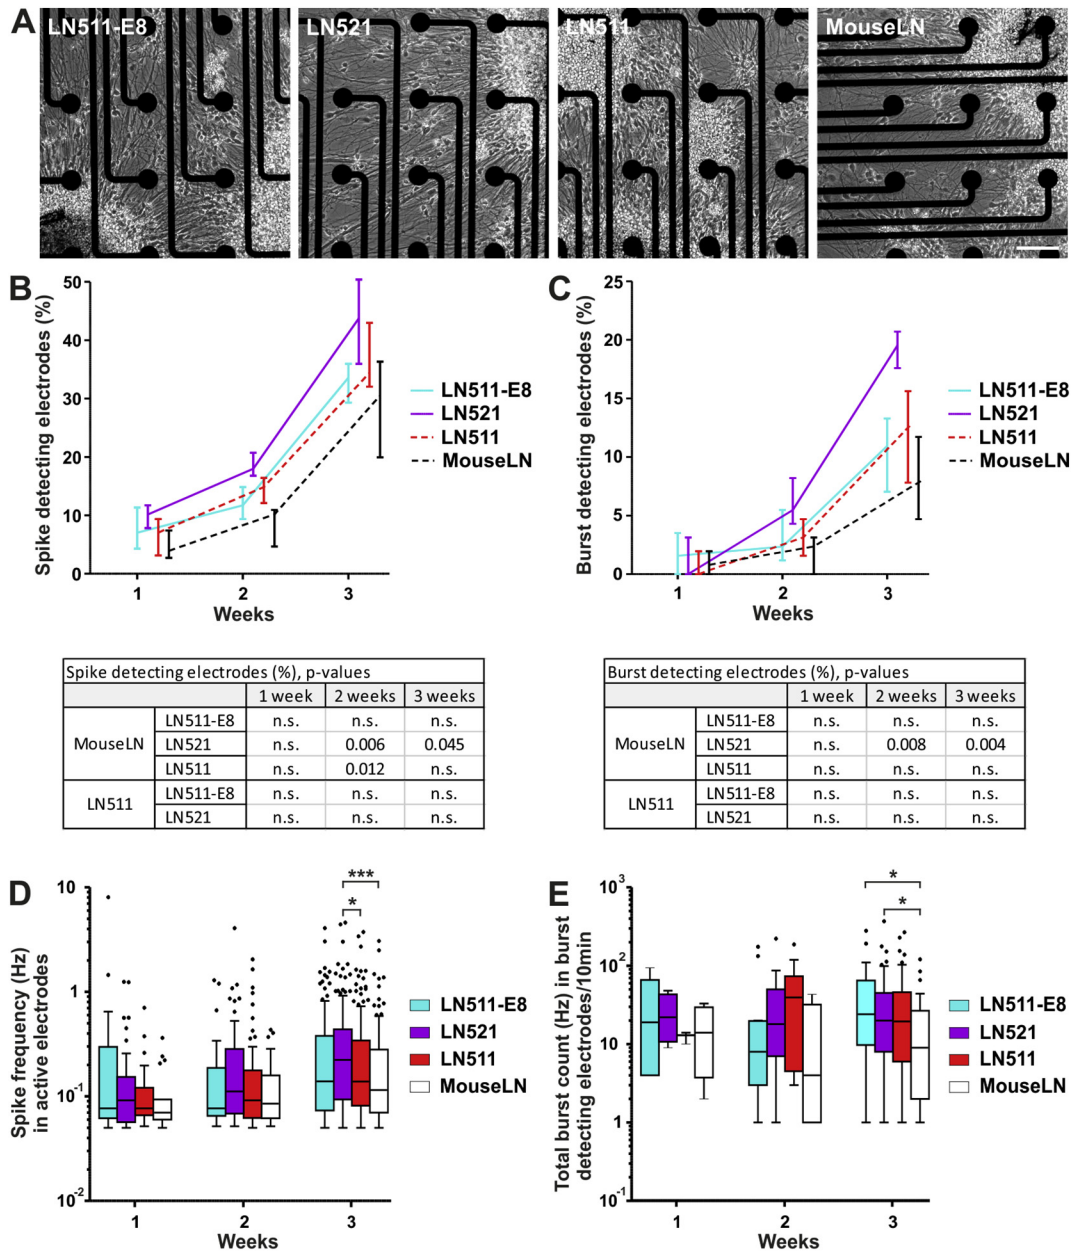 A
LN511-E8
LN521
LN511
MouseLN
B
Spike detecting electrodes (%)
50
40
30
20
10
0
1
2
3
Weeks
LN511-E8
LN521
LN511
MouseLN
C
Burst detecting electrodes (%)
25
20
15
10
5
0
1
2
3
Weeks
LN511-E8
LN521
LN511
MouseLN
Spike detecting electrodes (%), p-values
1 week 2 weeks 3 weeks
MouseLN LN511-E8 n.s. n.s. n.s.
LN521 n.s. 0.006 0.045
LN511 n.s. 0.012 n.s.
LN511 LN511-E8 n.s. n.s. n.s.
LN521 n.s. n.s. n.s.
Burst detecting electrodes (%), p-values
1 week 2 weeks 3 weeks
MouseLN LN511-E8 n.s. n.s. n.s.
LN521 n.s. 0.008 0.004
LN511 n.s. n.s. n.s.
LN511 LN511-E8 n.s. n.s. n.s.
LN521 n.s. n.s. n.s.
D
Spike frequency (Hz)
in active electrodes
10
1
10-1
10-2
***
*
1
2
3
Weeks
LN511-E8
LN521
LN511
MouseLN
E
Total burst count (Hz) in burst
detecting electrodes/10min
103
102
10
1
10-1
*
*
1
2
3
Weeks
LN511-E8
LN521
LN511
MouseLN